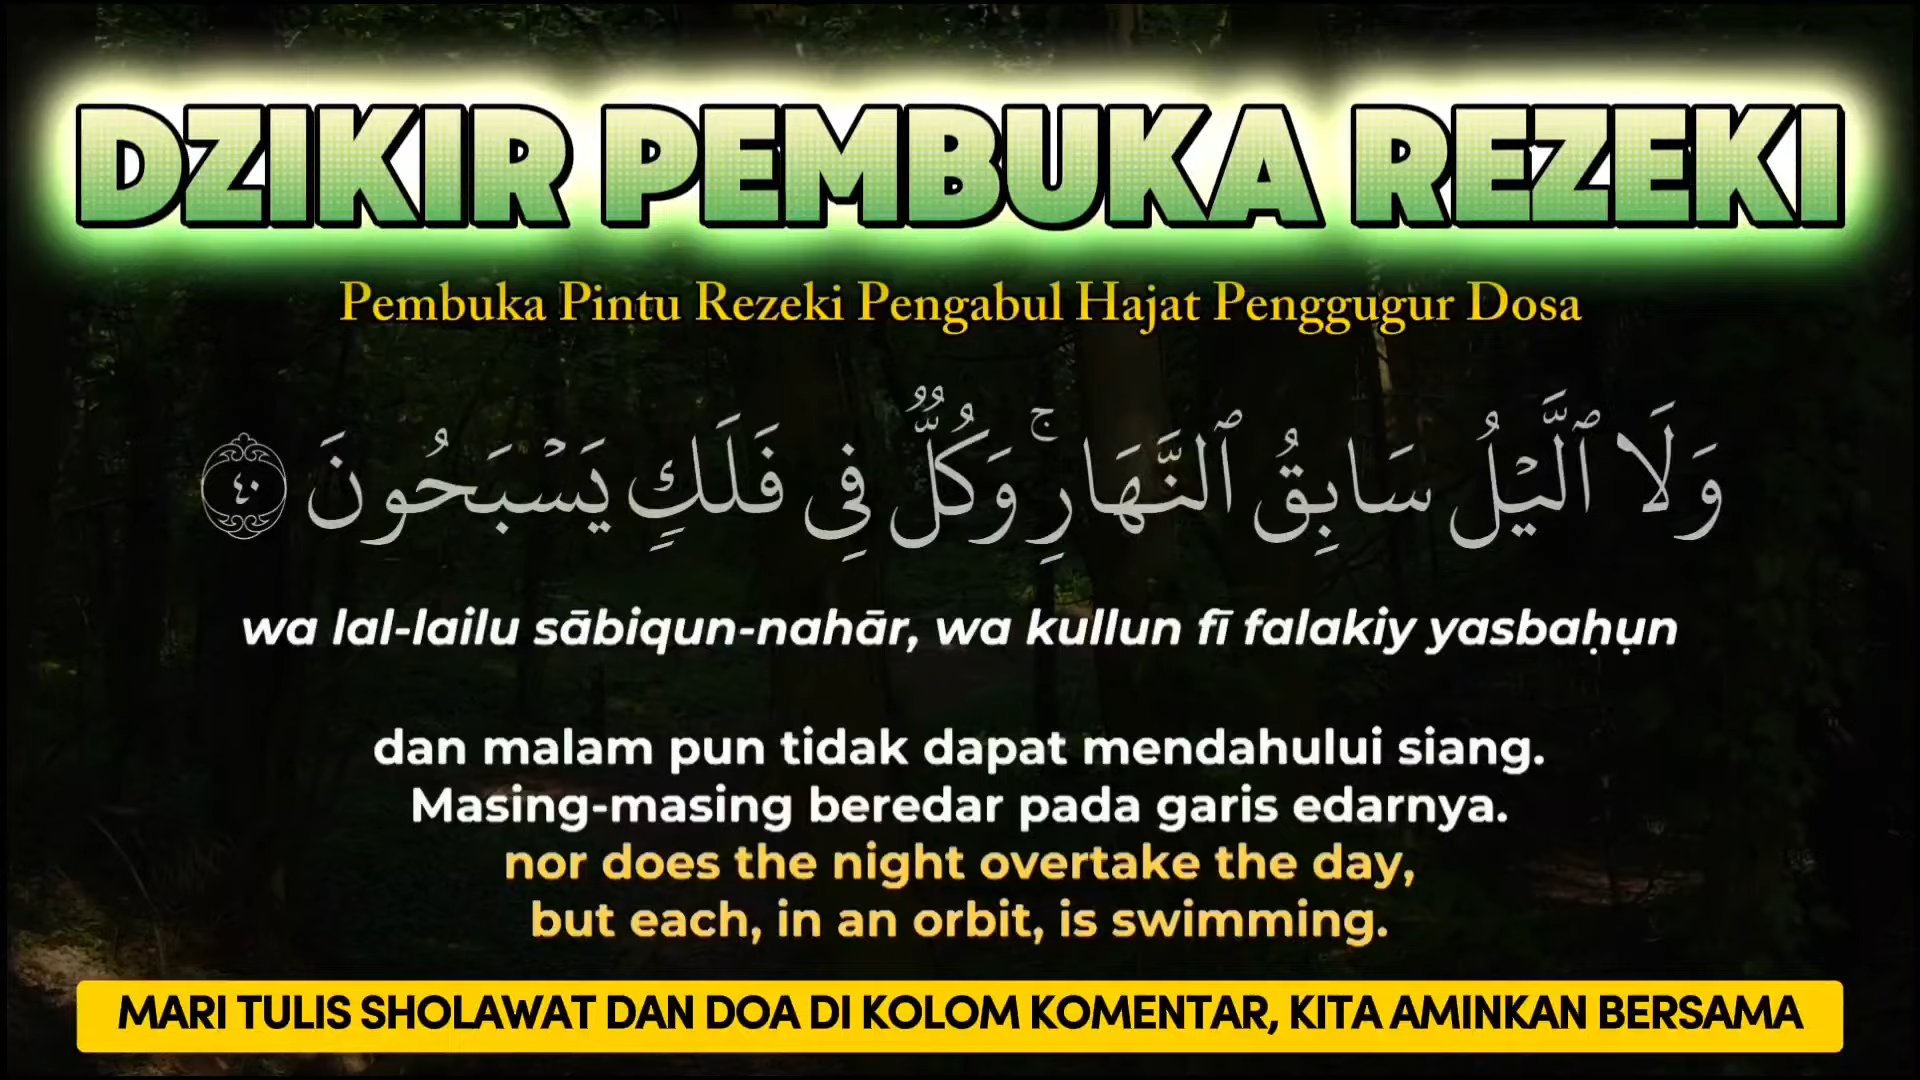 DZIKIR PEMBUKA REZEKI
Pembuka Pintu Rezeki Pengabul Hajat Penggugur Dosa
وَلَا ٱلَّيۡلُ سَابِقُ ٱلنَّهَارِۚ وَكُلّٞ فِي فَلَكٖ يَسۡبَحُونَ ٤٠
wa lal-lailu sābiqun-nahār, wa kullun fī falakiy yasbaḥụn
dan malam pun tidak dapat mendahului siang.
Masing-masing beredar pada garis edarnya.
nor does the night overtake the day,
but each, in an orbit, is swimming.
MARI TULIS SHOLAWAT DAN DOA DI KOLOM KOMENTAR, KITA AMINKAN BERSAMA